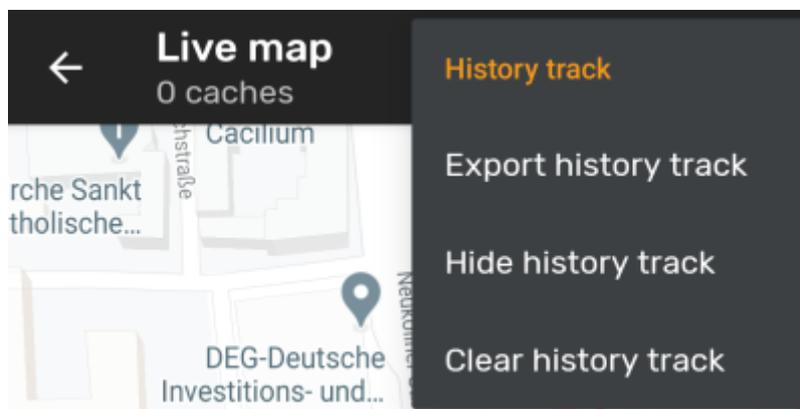 Live map
0 caches
History track
Export history track
Hide history track
Clear history track
Cacilium
chstraße
rche Sankt
tholische...
DEG-Deutsche
Investitions- und...